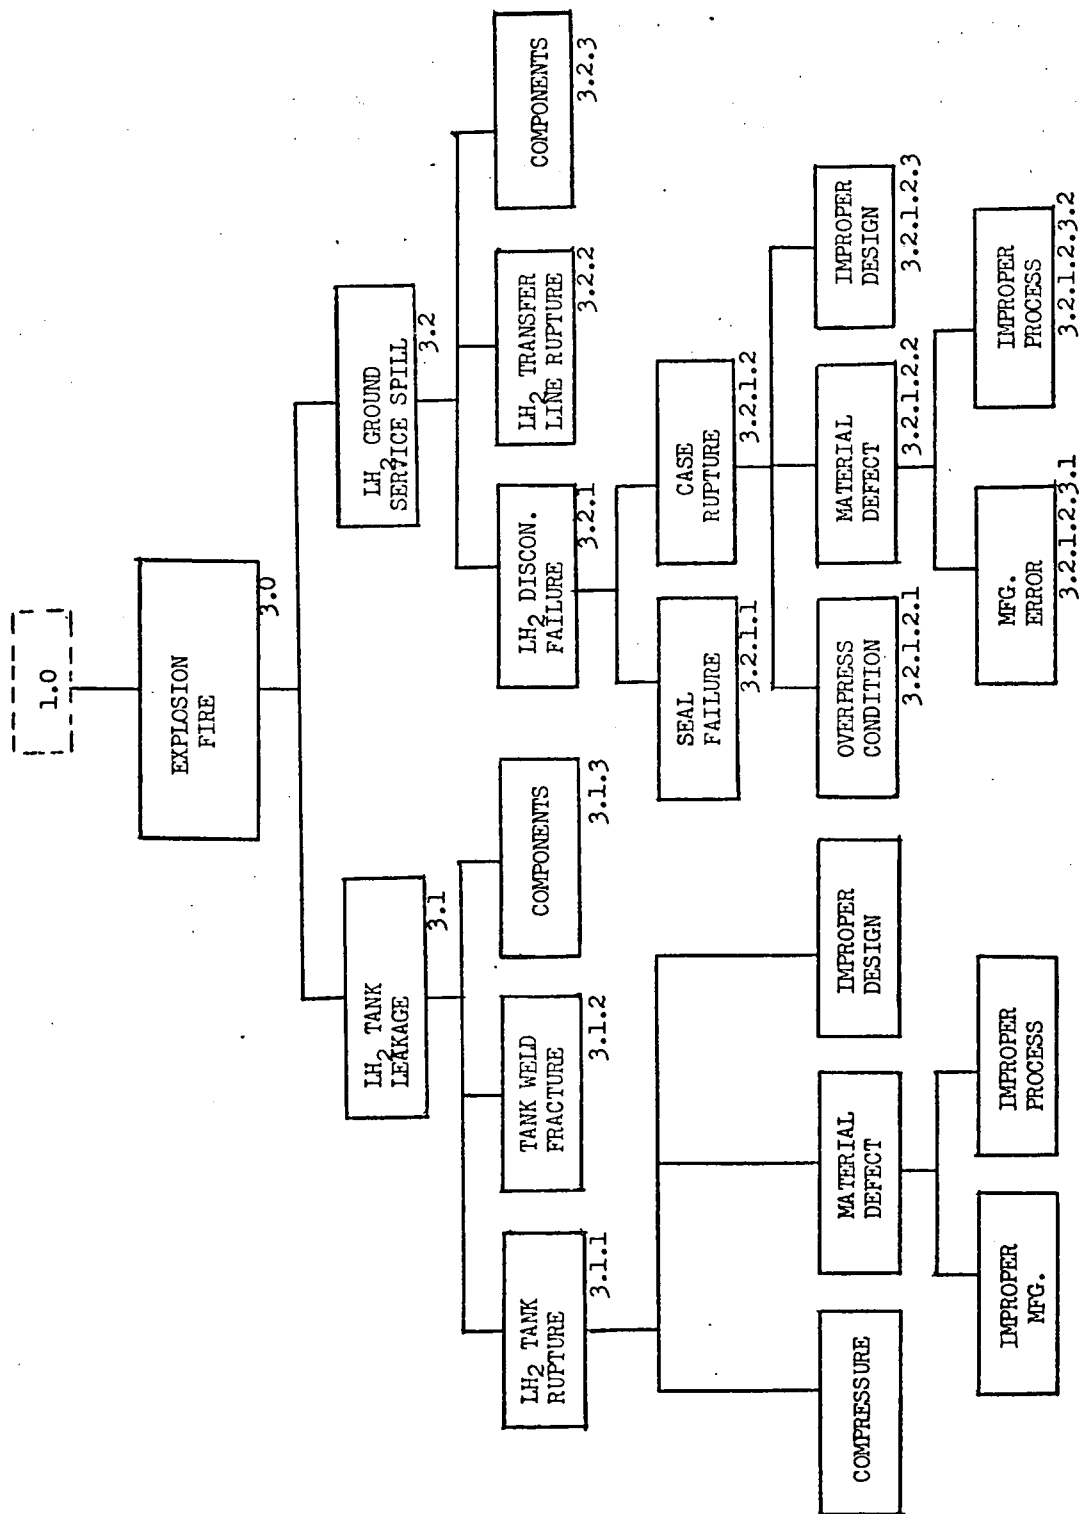 1.0
EXPLOSION
FIRE
3.0
LH2 TANK
LEAKAGE
3.1
LH2 GROUND
SERVICE SPILL
3.2
LH2 TANK
RUPTURE
3.1.1
TANK WELD
FRACTURE
3.1.2
COMPONENTS
3.1.3
LH2 DISCON.
FAILURE
3.2.1
LH2 TRANSFER
LINE RUPTURE
3.2.2
COMPONENTS
3.2.3
SEAL
FAILURE
3.2.1.1
CASE
RUPTURE
3.2.1.2
COMPRESSURE
MATERIAL
DEFECT
IMPROPER
DESIGN
OVERPRESS
CONDITION
3.2.1.2.1
MATERIAL
DEFECT
3.2.1.2.2
IMPROPER
DESIGN
3.2.1.2.3
IMPROPER
MFG.
IMPROPER
PROCESS
MFG.
ERROR
3.2.1.2.3.1
IMPROPER
PROCESS
3.2.1.2.3.2